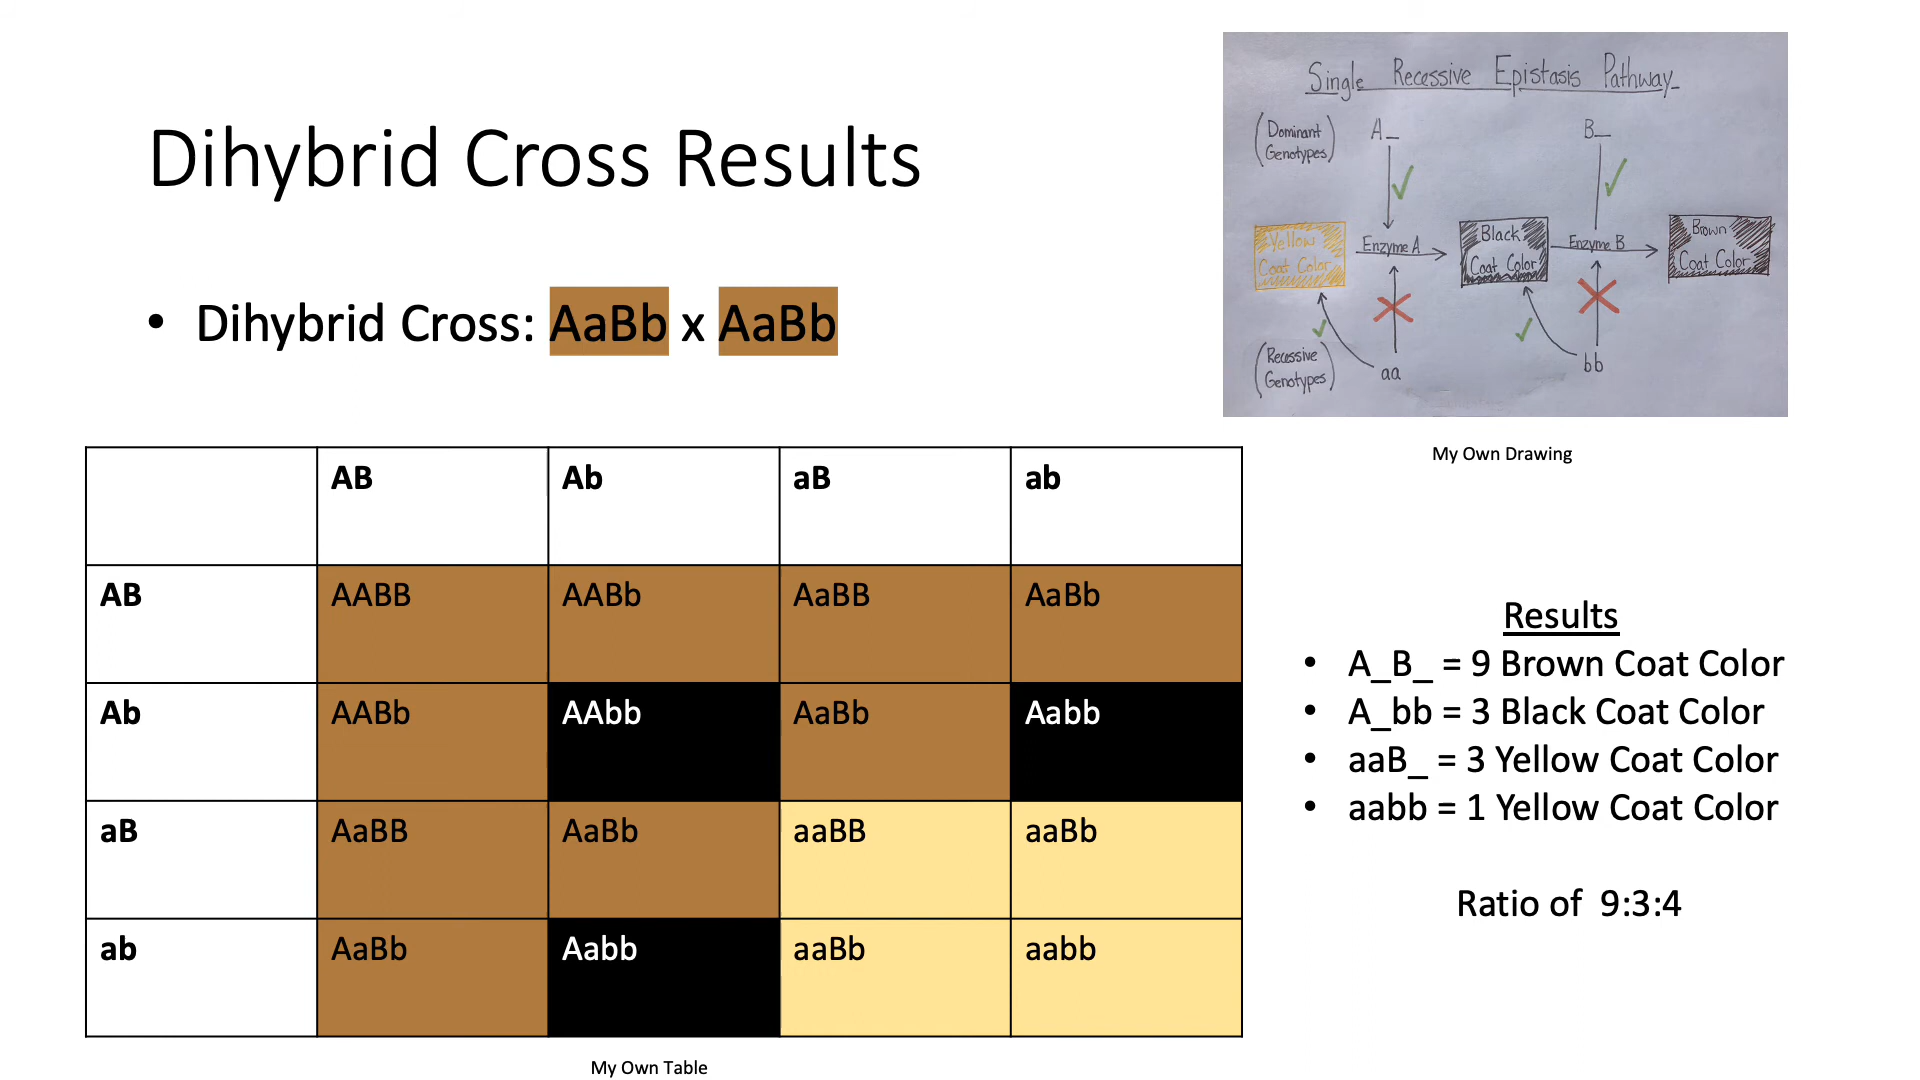 Dihybrid Cross Results
• Dihybrid Cross: AaBb x AaBb
Single Recessive Epistasis Pathway
(Dominant Genotypes) A_ B_
Yellow Coat Color Enzyme A Black Coat Color Enzyme B Brown Coat Color
(Recessive Genotypes) aa bb
My Own Drawing
AB Ab aB ab
AB AABB AABb AaBB AaBb
Ab AABb AAbb AaBb Aabb
aB AaBB AaBb aaBB aaBb
ab AaBb Aabb aaBb aabb
My Own Table
Results
• A_B_ = 9 Brown Coat Color
• A_bb = 3 Black Coat Color
• aaB_ = 3 Yellow Coat Color
• aabb = 1 Yellow Coat Color
Ratio of 9:3:4